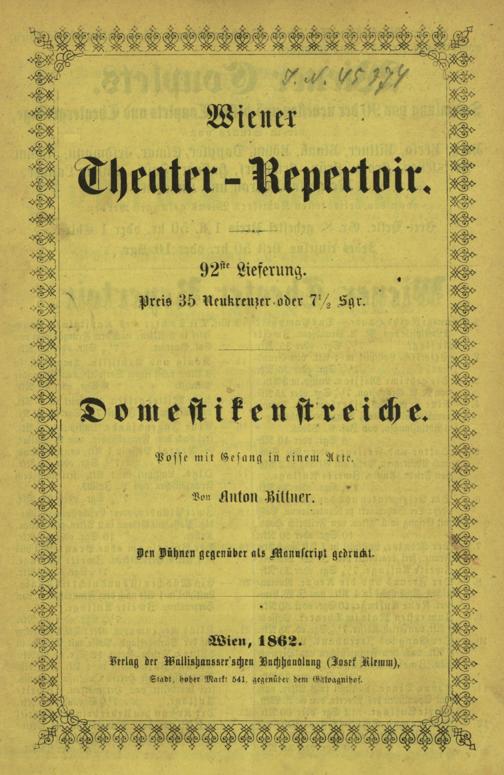 J. N. 45974
Wiener
Theater-Repertoir.
92ste Lieferung.
Preis 35 Neukreuzer oder 7½ Sgr.
Domestikenstreiche.
Posse mit Gesang in einem Acte.
Von Anton Bittner.
Den Bühnen gegenüber als Manuscript gedruckt.
Wien, 1862.
Verlag der Wallishausser'schen Buchhandlung (Josef Klemm),
Stadt, hoher Markt 541, gegenüber dem Galvagnihof.